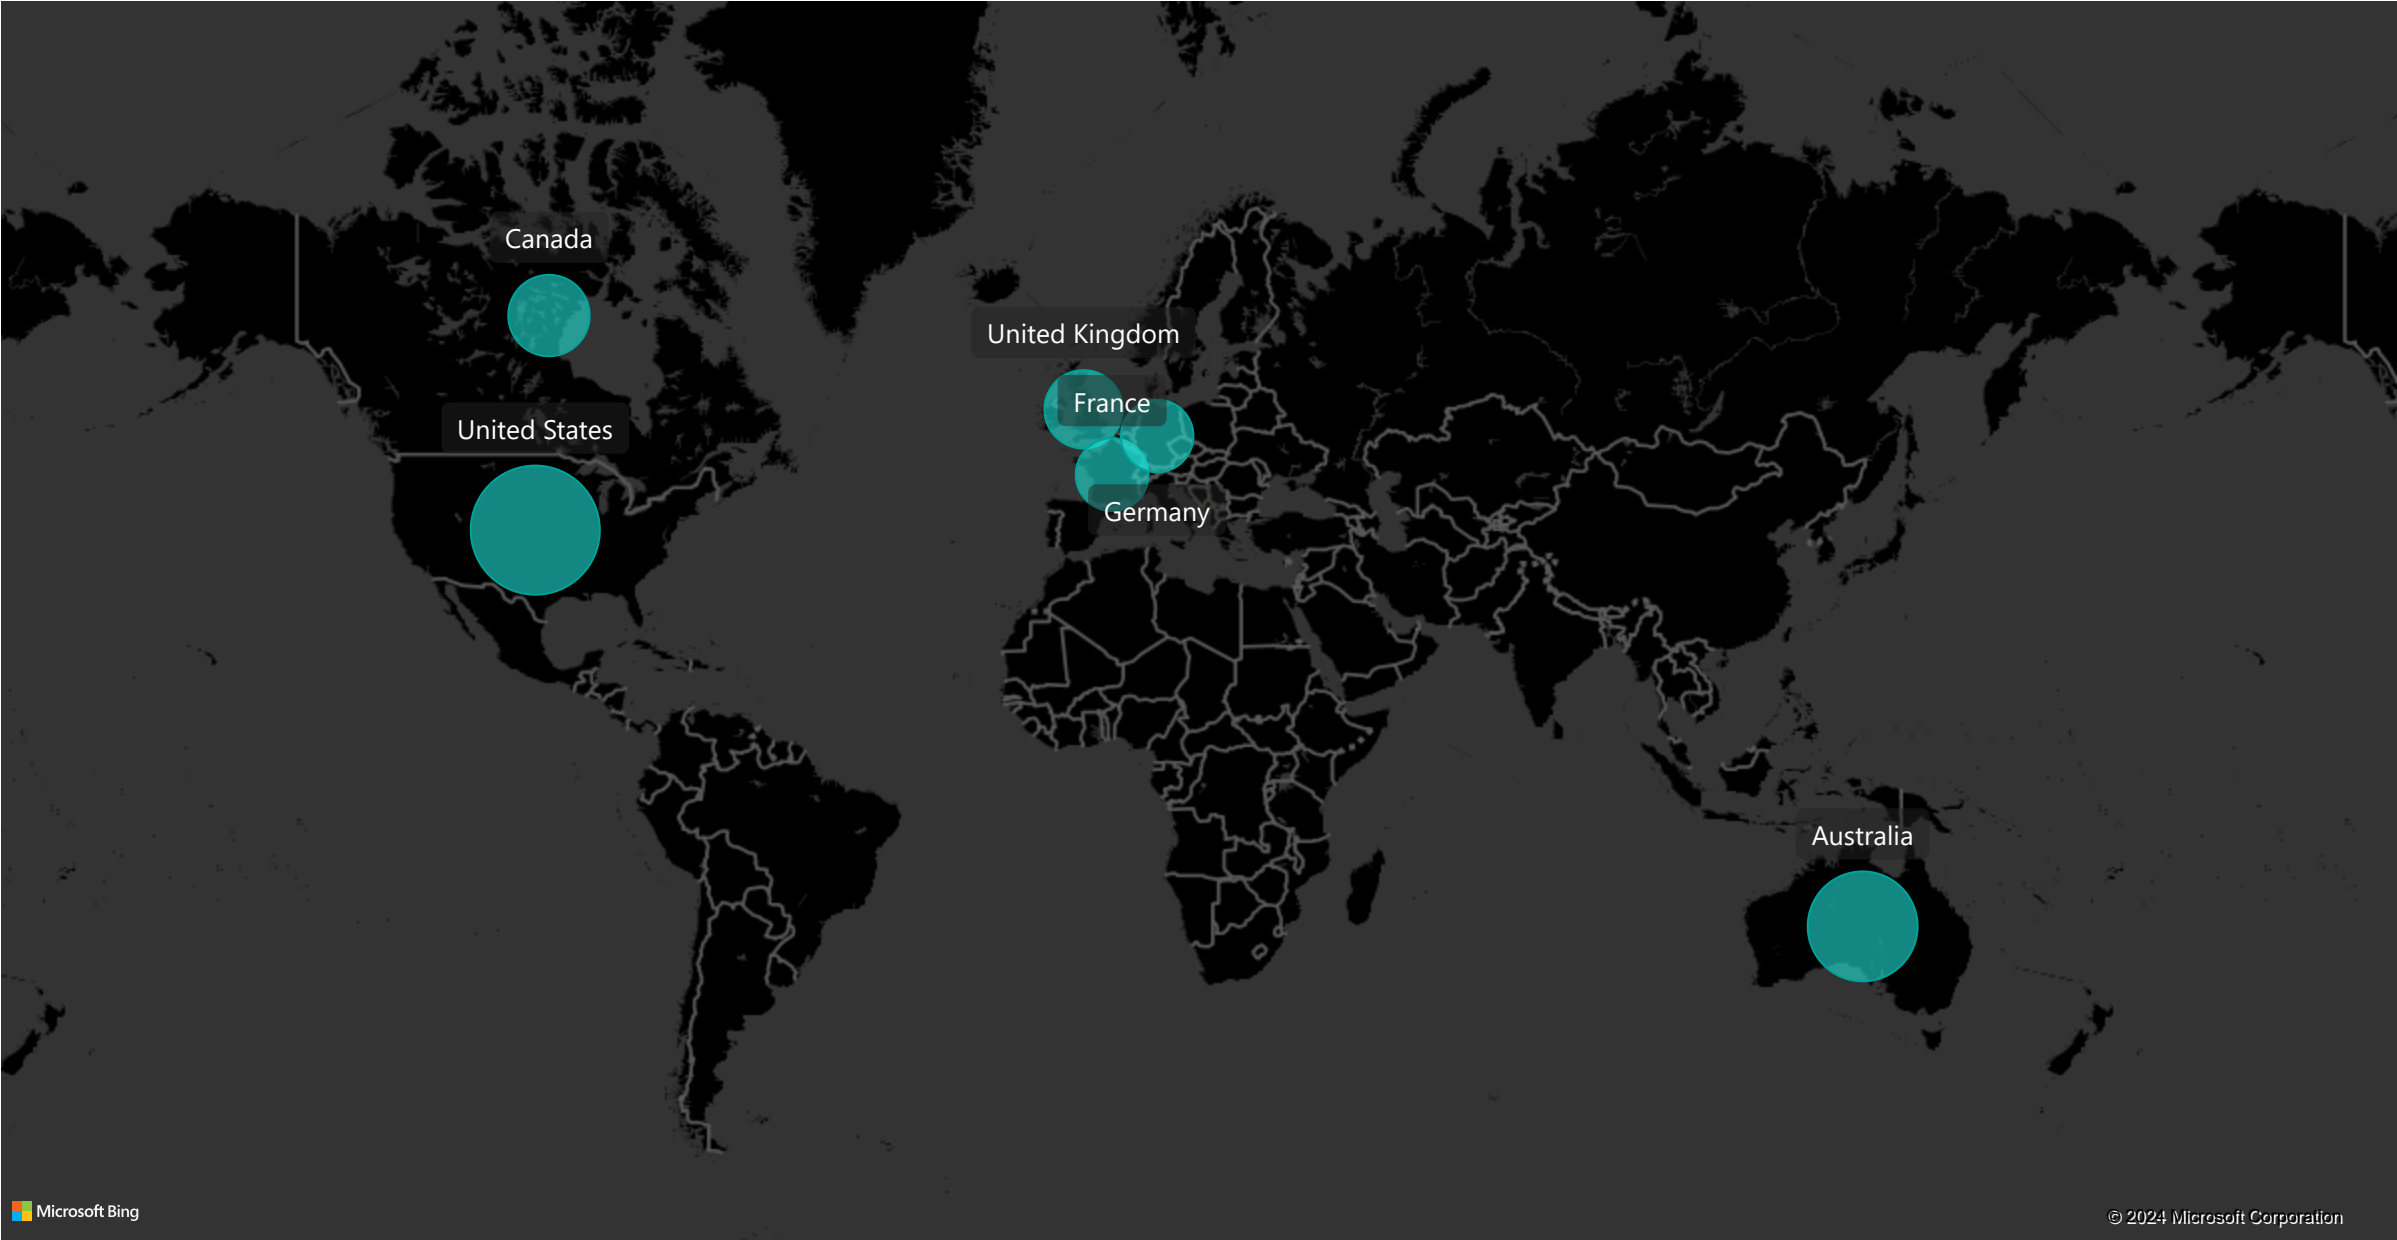 Canada
United Kingdom
France
United States
Germany
Australia
Microsoft Bing
© 2024 Microsoft Corporation